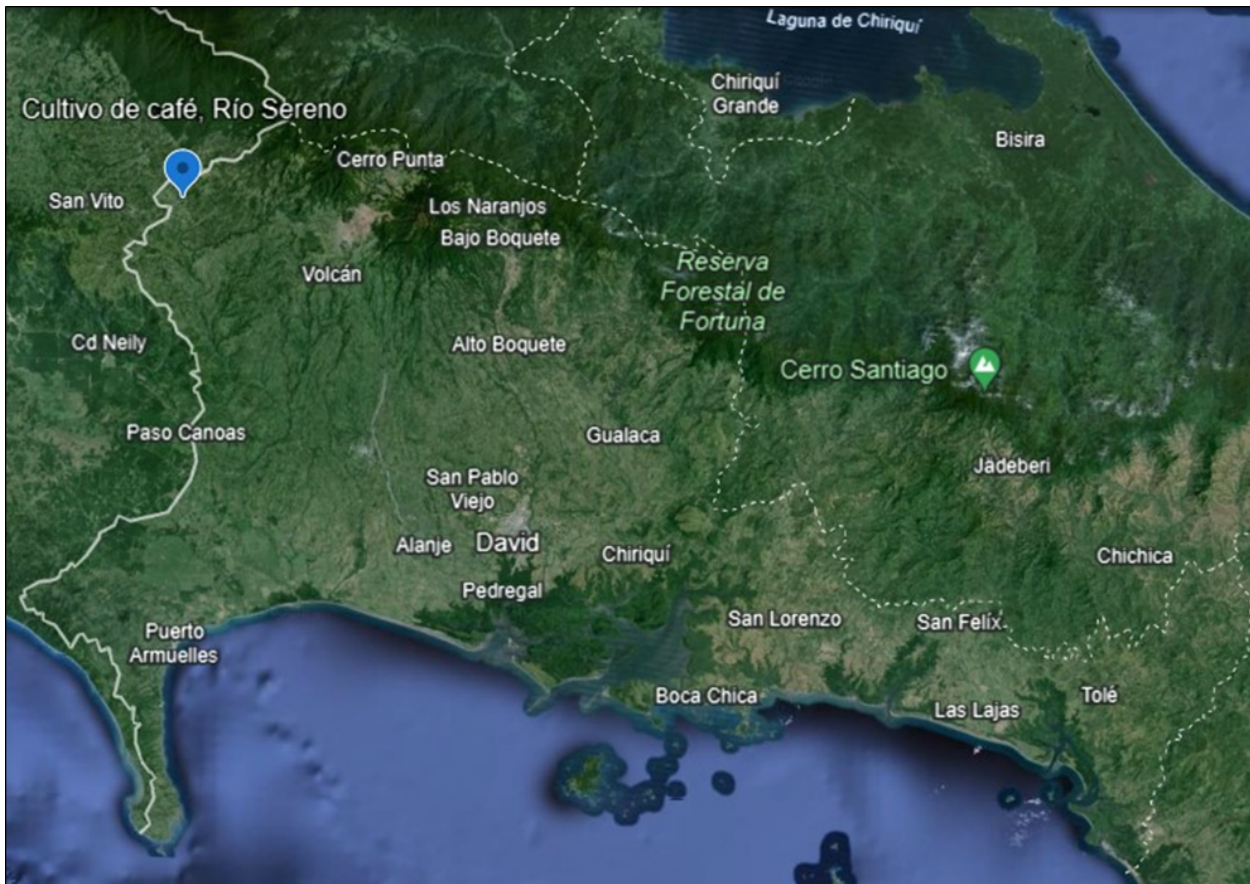 Laguna de Chiriquí
Chiriquí
Grande
Cultivo de café, Río Sereno
Bisira
Cerro Punta
San Vito
Los Naranjos
Bajo Boquete
Volcán
Reserva
Forestal de
Fortuna
Cd Neily
Alto Boquete
Cerro Santiago
Paso Canoas
Gualaca
Jädeberi
San Pablo
Viejo
Alanje
David
Chiriquí
Chichica
Pedregal
San Lorenzo
San Felíx
Puerto
Armuelles
Boca Chica
Las Lajas
Tolé